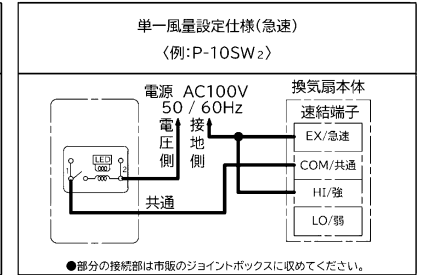 単一風量設定仕様(急速)
〈例:P-10SW₂〉
電源 AC100V
50 / 60Hz
電圧側
接地側
換気扇本体
速結端子
EX/急速
COM/共通
HI/強
LO/弱
LED
1
2
共通
●部分の接続部は市販のジョイントボックスに収めてください。